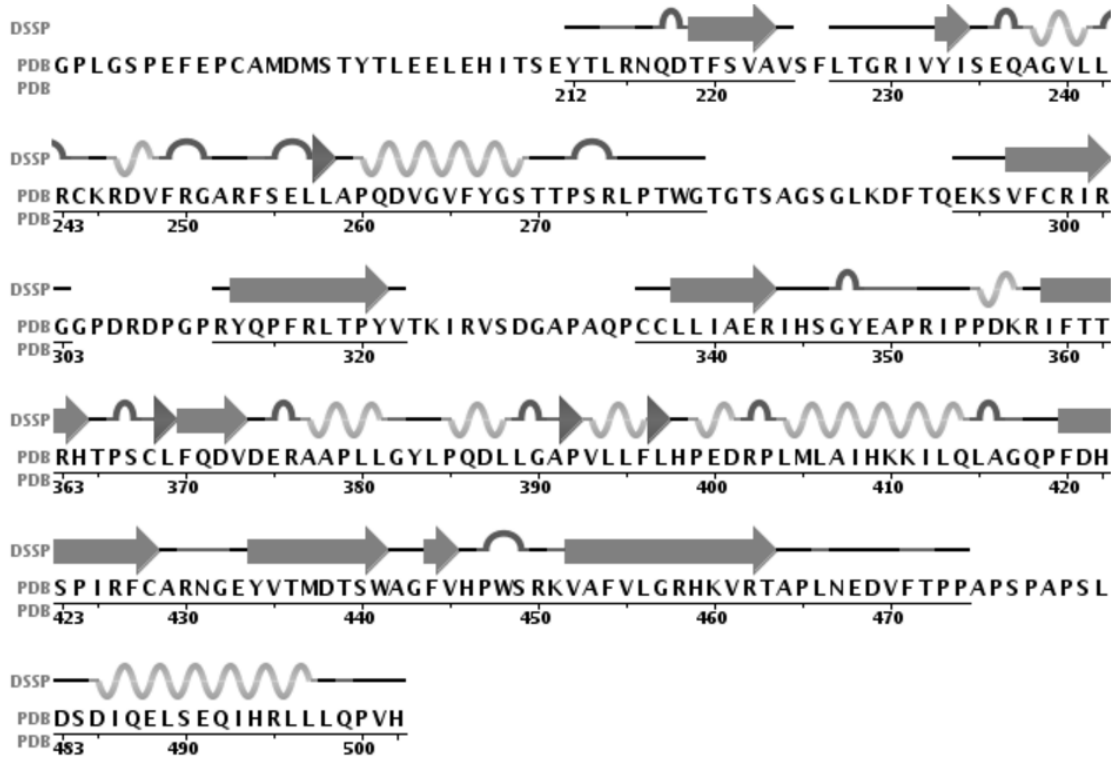 DSSP
PDB GPLGSPEFEPCAMDMSTYTLEELEHITSEYTLRNQDTFSVAVSFLTGRIVYISEQAGVLL
PDB 212 220 230 240
DSSP
PDB RCKRDVFRGARFSELLAPQDVGVFYGSTTPSRLPTWGTGTSAGSGLKDFTQEKSVFCRIR
PDB 243 250 260 270 300
DSSP
PDB GGPDRDPGPRYQPFRLTPYVTKIRVSDGAPAQPCCLLIAERIHSGYEAPRIPPDKRIFTT
PDB 303 320 340 350 360
DSSP
PDB RHTPSCLFQDVDERAAPLLGYLPQDLLGAPVLLFLHPEDRPLMLAIHKKILQLAGQPFDH
PDB 363 370 380 390 400 410 420
DSSP
PDB SPIRFCARNGEYVTMDTSWAGFVHPWSRKVAFVLGRHKVRTAPLNEDVFTPPAPSPAPSL
PDB 423 430 440 450 460 470
DSSP
PDB DSDIQELSEQIHRLLLQPVH
PDB 483 490 500